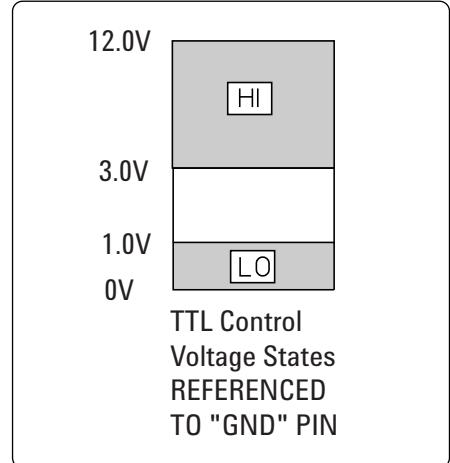 12.0V
HI
3.0V
1.0V
LO
0V
TTL Control
Voltage States
REFERENCED
TO "GND" PIN